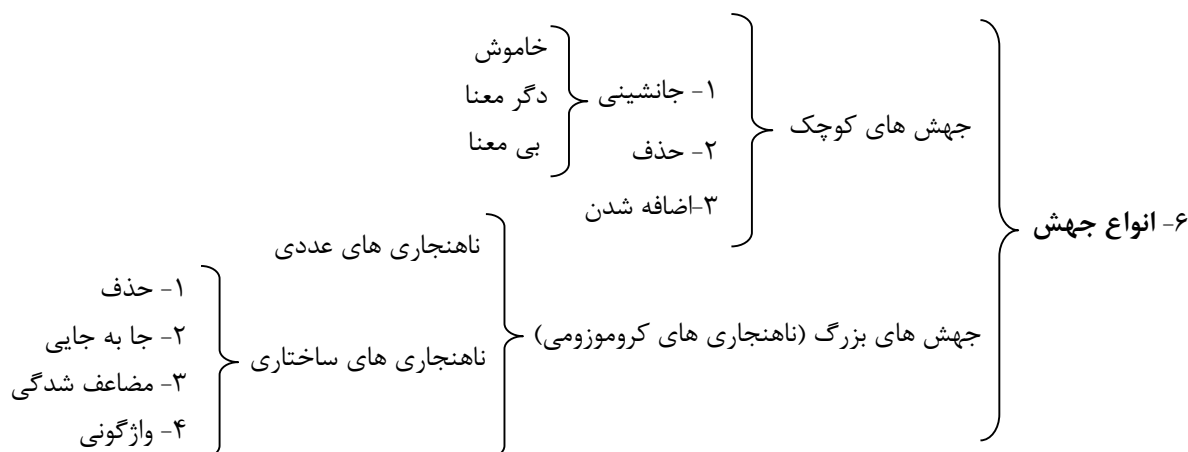 ۶- انواع جهش
جهش های کوچک
۱- جانشینی
خاموش
دگر معنا
بی معنا
۲- حذف
۳-اضافه شدن
جهش های بزرگ (ناهنجاری های کروموزومی)
ناهنجاری های عددی
ناهنجاری های ساختاری
۱- حذف
۲- جا به جایی
۳- مضاعف شدگی
۴- واژگونی